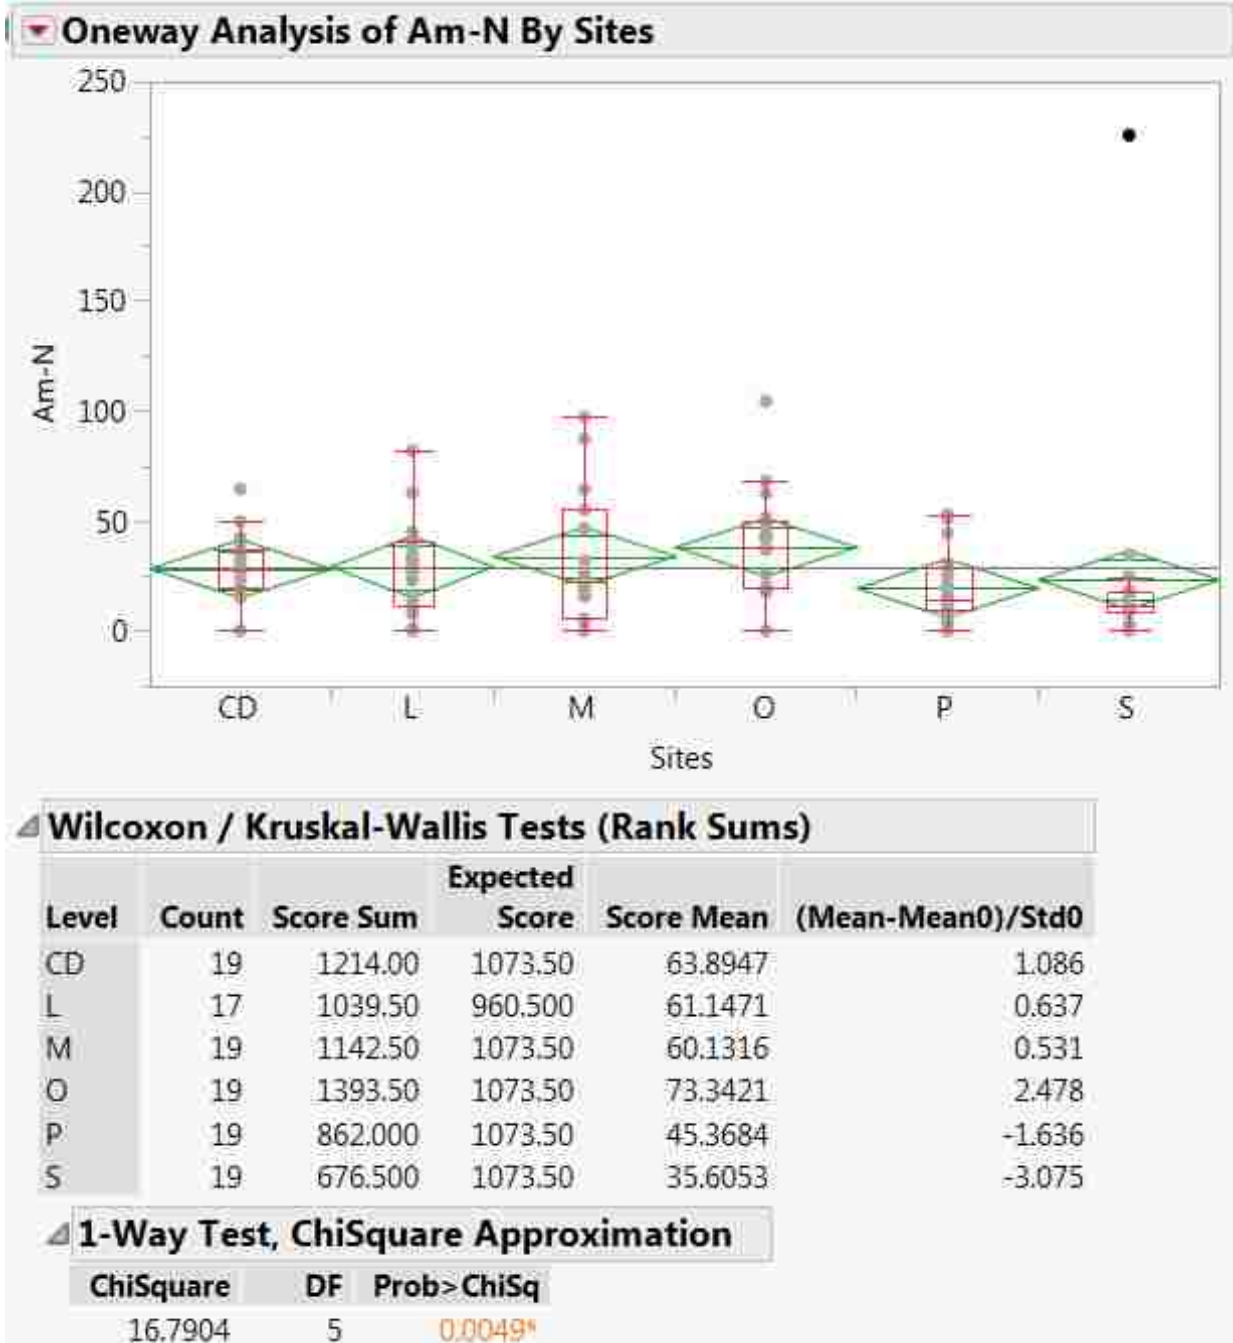 Oneway Analysis of Am-N By Sites
250
200
150
100
50
0
Am-N
CD L M O P S
Sites
Wilcoxon / Kruskal-Wallis Tests (Rank Sums)
Expected
Level Count Score Sum Score Score Mean (Mean-Mean0)/Std0
CD 19 1214.00 1073.50 63.8947 1.086
L 17 1039.50 960.500 61.1471 0.637
M 19 1142.50 1073.50 60.1316 0.531
O 19 1393.50 1073.50 73.3421 2.478
P 19 862.000 1073.50 45.3684 -1.636
S 19 676.500 1073.50 35.6053 -3.075
1-Way Test, ChiSquare Approximation
ChiSquare DF Prob>ChiSq
16.7904 5 0.0049*